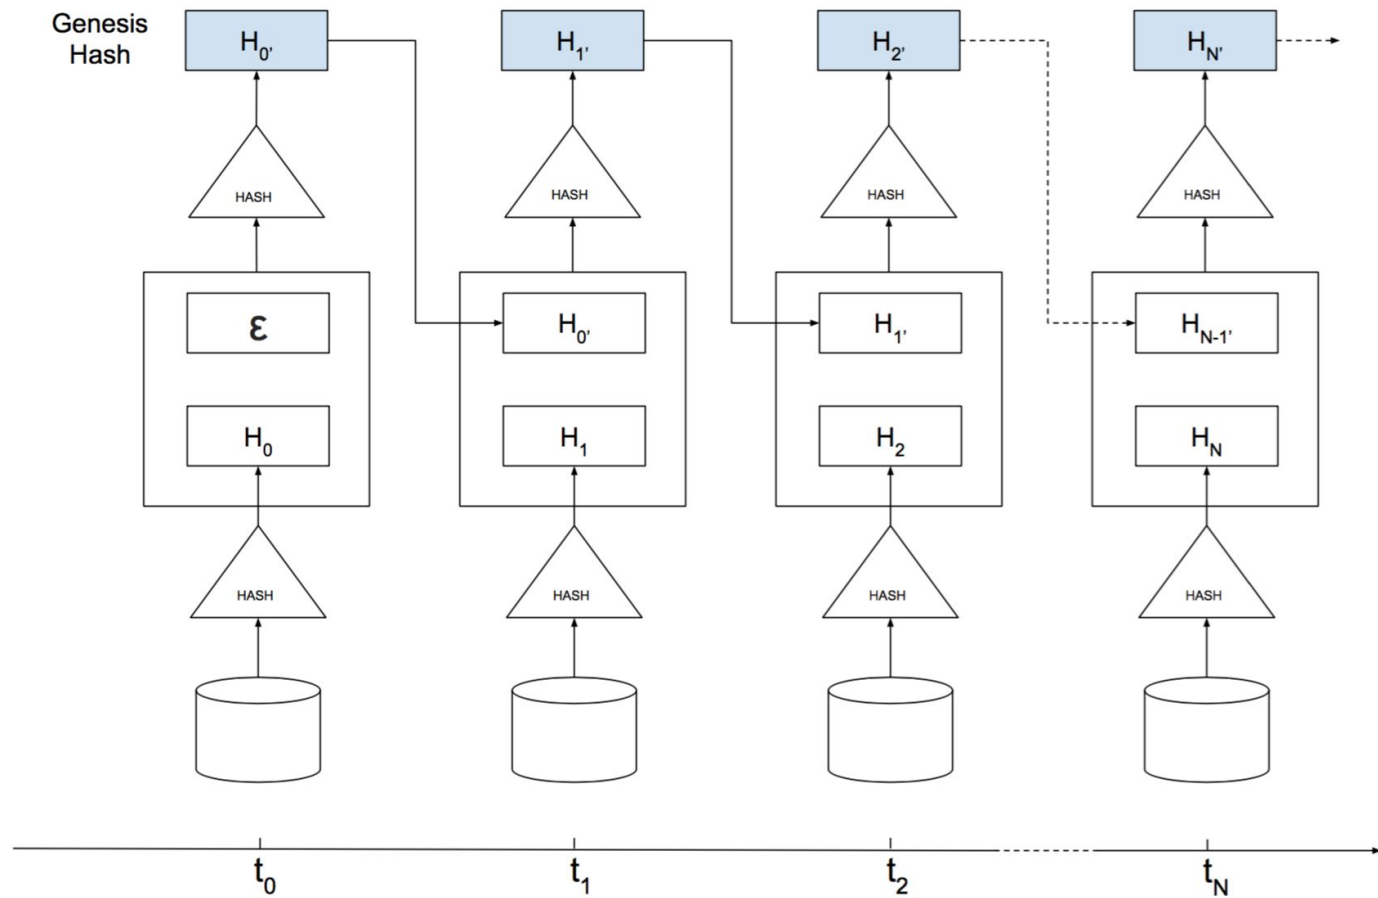 Genesis
Hash
H0' H1' H2' HN'
HASH HASH HASH HASH
ε H0' H1' HN-1'
H0 H1 H2 HN
HASH HASH HASH HASH
t0 t1 t2 tN